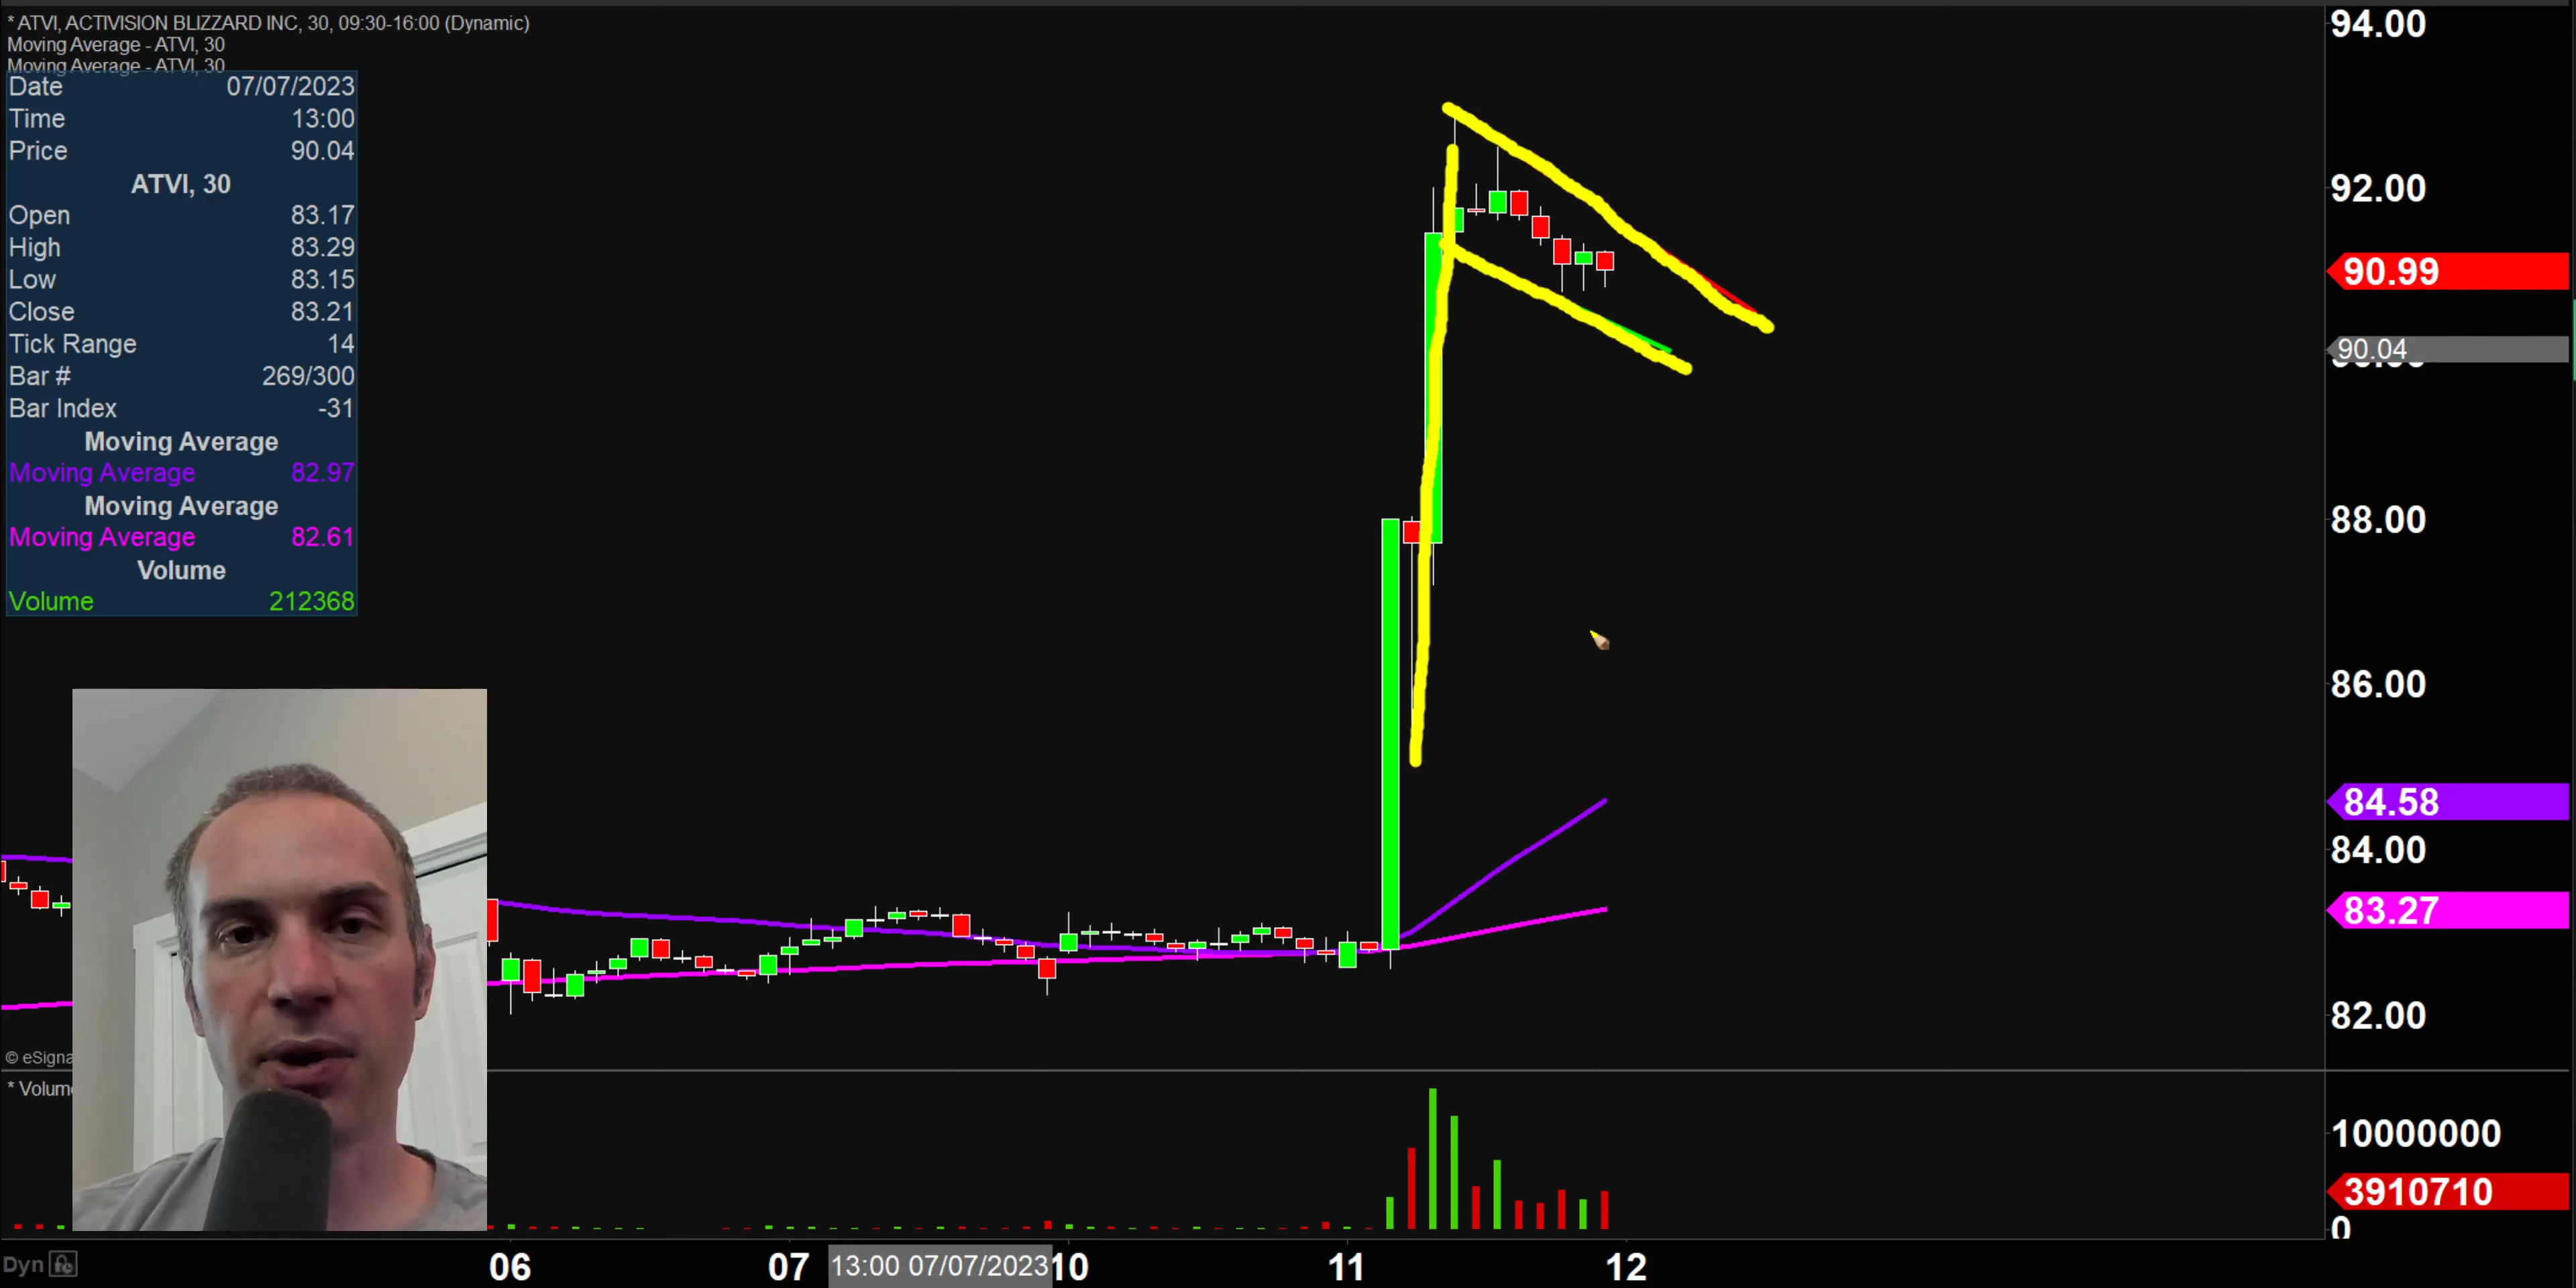 * ATVI, ACTIVISION BLIZZARD INC, 30, 09:30-16:00 (Dynamic)
Moving Average - ATVI, 30
Moving Average - ATVI, 30
Date 07/07/2023
Time 13:00
Price 90.04
ATVI, 30
Open 83.17
High 83.29
Low 83.15
Close 83.21
Tick Range 14
Bar # 269/300
Bar Index -31
Moving Average
Moving Average 82.97
Moving Average
Moving Average 82.61
Volume
Volume 212368
94.00
92.00
90.99
90.04
88.00
86.00
84.58
84.00
83.27
82.00
© eSigna
* Volum
10000000
3910710
0
Dyn
06 07 13:00 07/07/2023 10 11 12